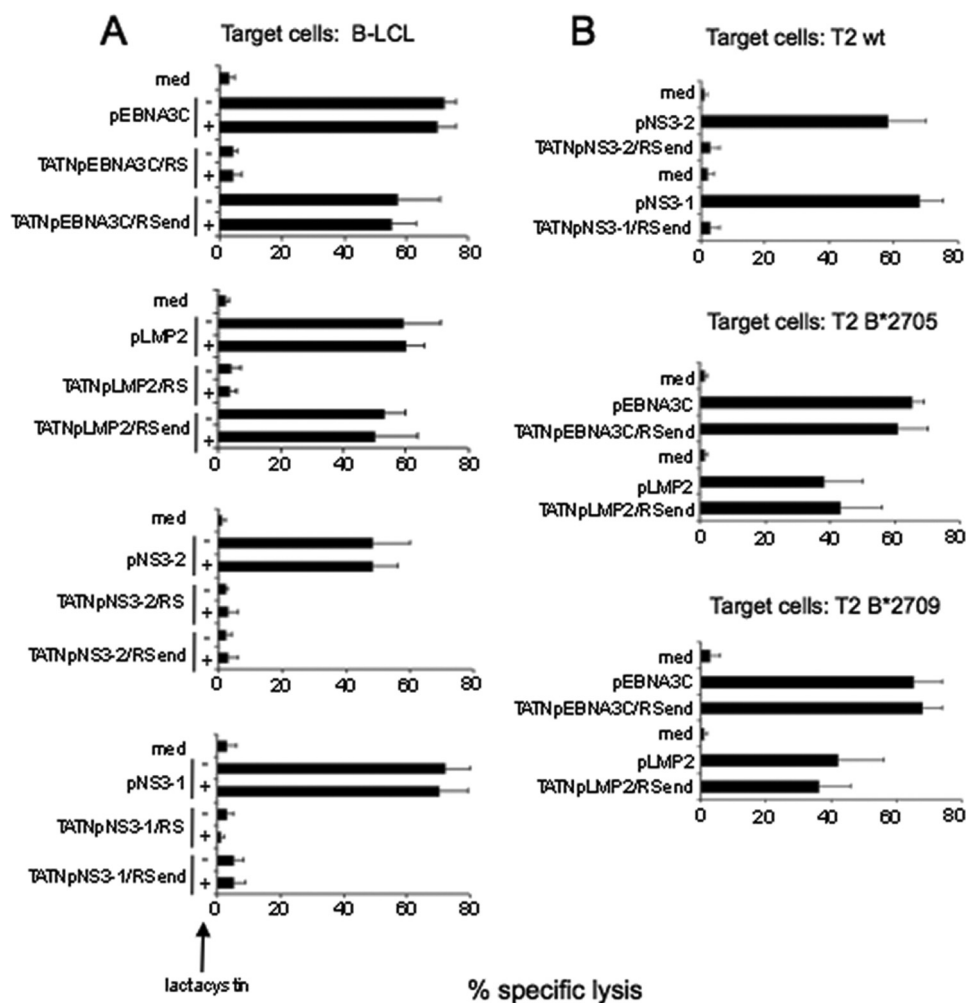 A
Target cells: B-LCL
med
pEBNA3C
-
+
TATNpEBNA3C/RS
-
+
TATNpEBNA3C/RSend
-
+
0 20 40 60 80
med
pLMP2
-
+
TATNpLMP2/RS
-
+
TATNpLMP2/RSend
-
+
0 20 40 60 80
med
pNS3-2
-
+
TATNpNS3-2/RS
-
+
TATNpNS3-2/RSend
-
+
0 20 40 60 80
med
pNS3-1
-
+
TATNpNS3-1/RS
-
+
TATNpNS3-1/RSend
-
+
0 20 40 60 80
lactacystin
B
Target cells: T2 wt
med
pNS3-2
TATNpNS3-2/RSend
med
pNS3-1
TATNpNS3-1/RSend
0 20 40 60 80
Target cells: T2 B*2705
med
pEBNA3C
TATNpEBNA3C/RSend
med
pLMP2
TATNpLMP2/RSend
0 20 40 60 80
Target cells: T2 B*2709
med
pEBNA3C
TATNpEBNA3C/RSend
med
pLMP2
TATNpLMP2/RSend
0 20 40 60 80
% specific lysis